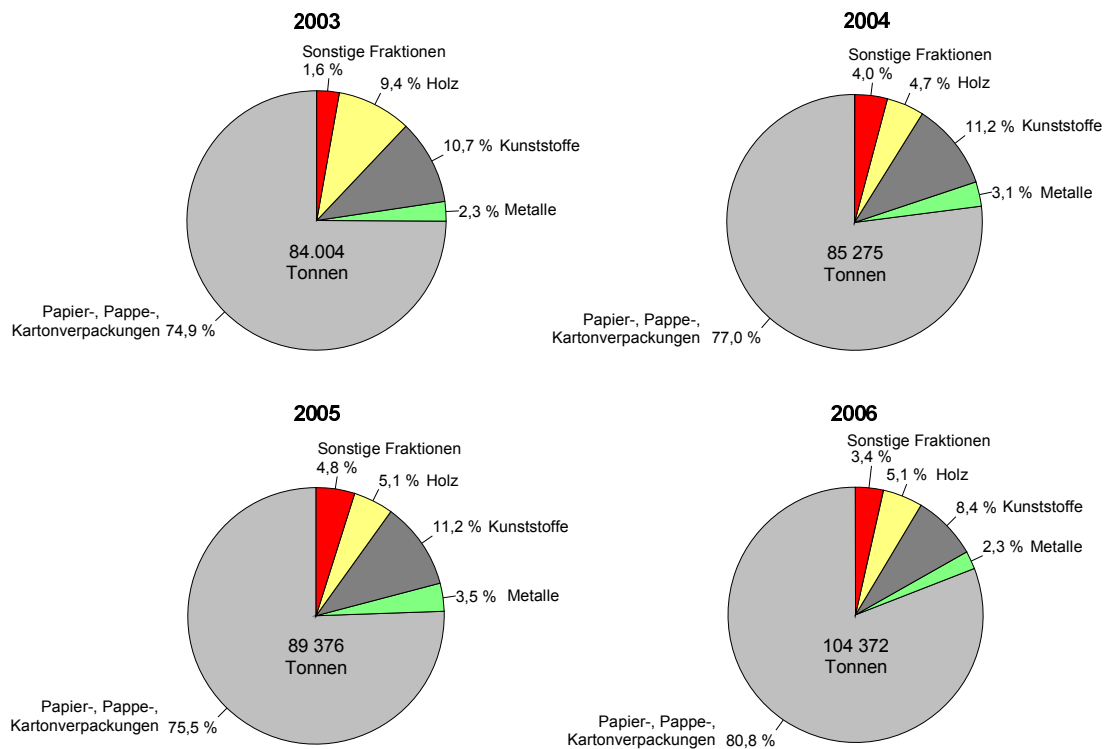 2003
Sonstige Fraktionen
1,6 %
9,4 % Holz
10,7 % Kunststoffe
2,3 % Metalle
84.004
Tonnen
Papier-, Pappe-,
Kartonverpackungen 74,9 %
2004
Sonstige Fraktionen
4,0 %
4,7 % Holz
11,2 % Kunststoffe
3,1 % Metalle
85 275
Tonnen
Papier-, Pappe-,
Kartonverpackungen 77,0 %
2005
Sonstige Fraktionen
4,8 %
5,1 % Holz
11,2 % Kunststoffe
3,5 % Metalle
89 376
Tonnen
Papier-, Pappe-,
Kartonverpackungen 75,5 %
2006
Sonstige Fraktionen
3,4 %
5,1 % Holz
8,4 % Kunststoffe
2,3 % Metalle
104 372
Tonnen
Papier-, Pappe-,
Kartonverpackungen 80,8 %